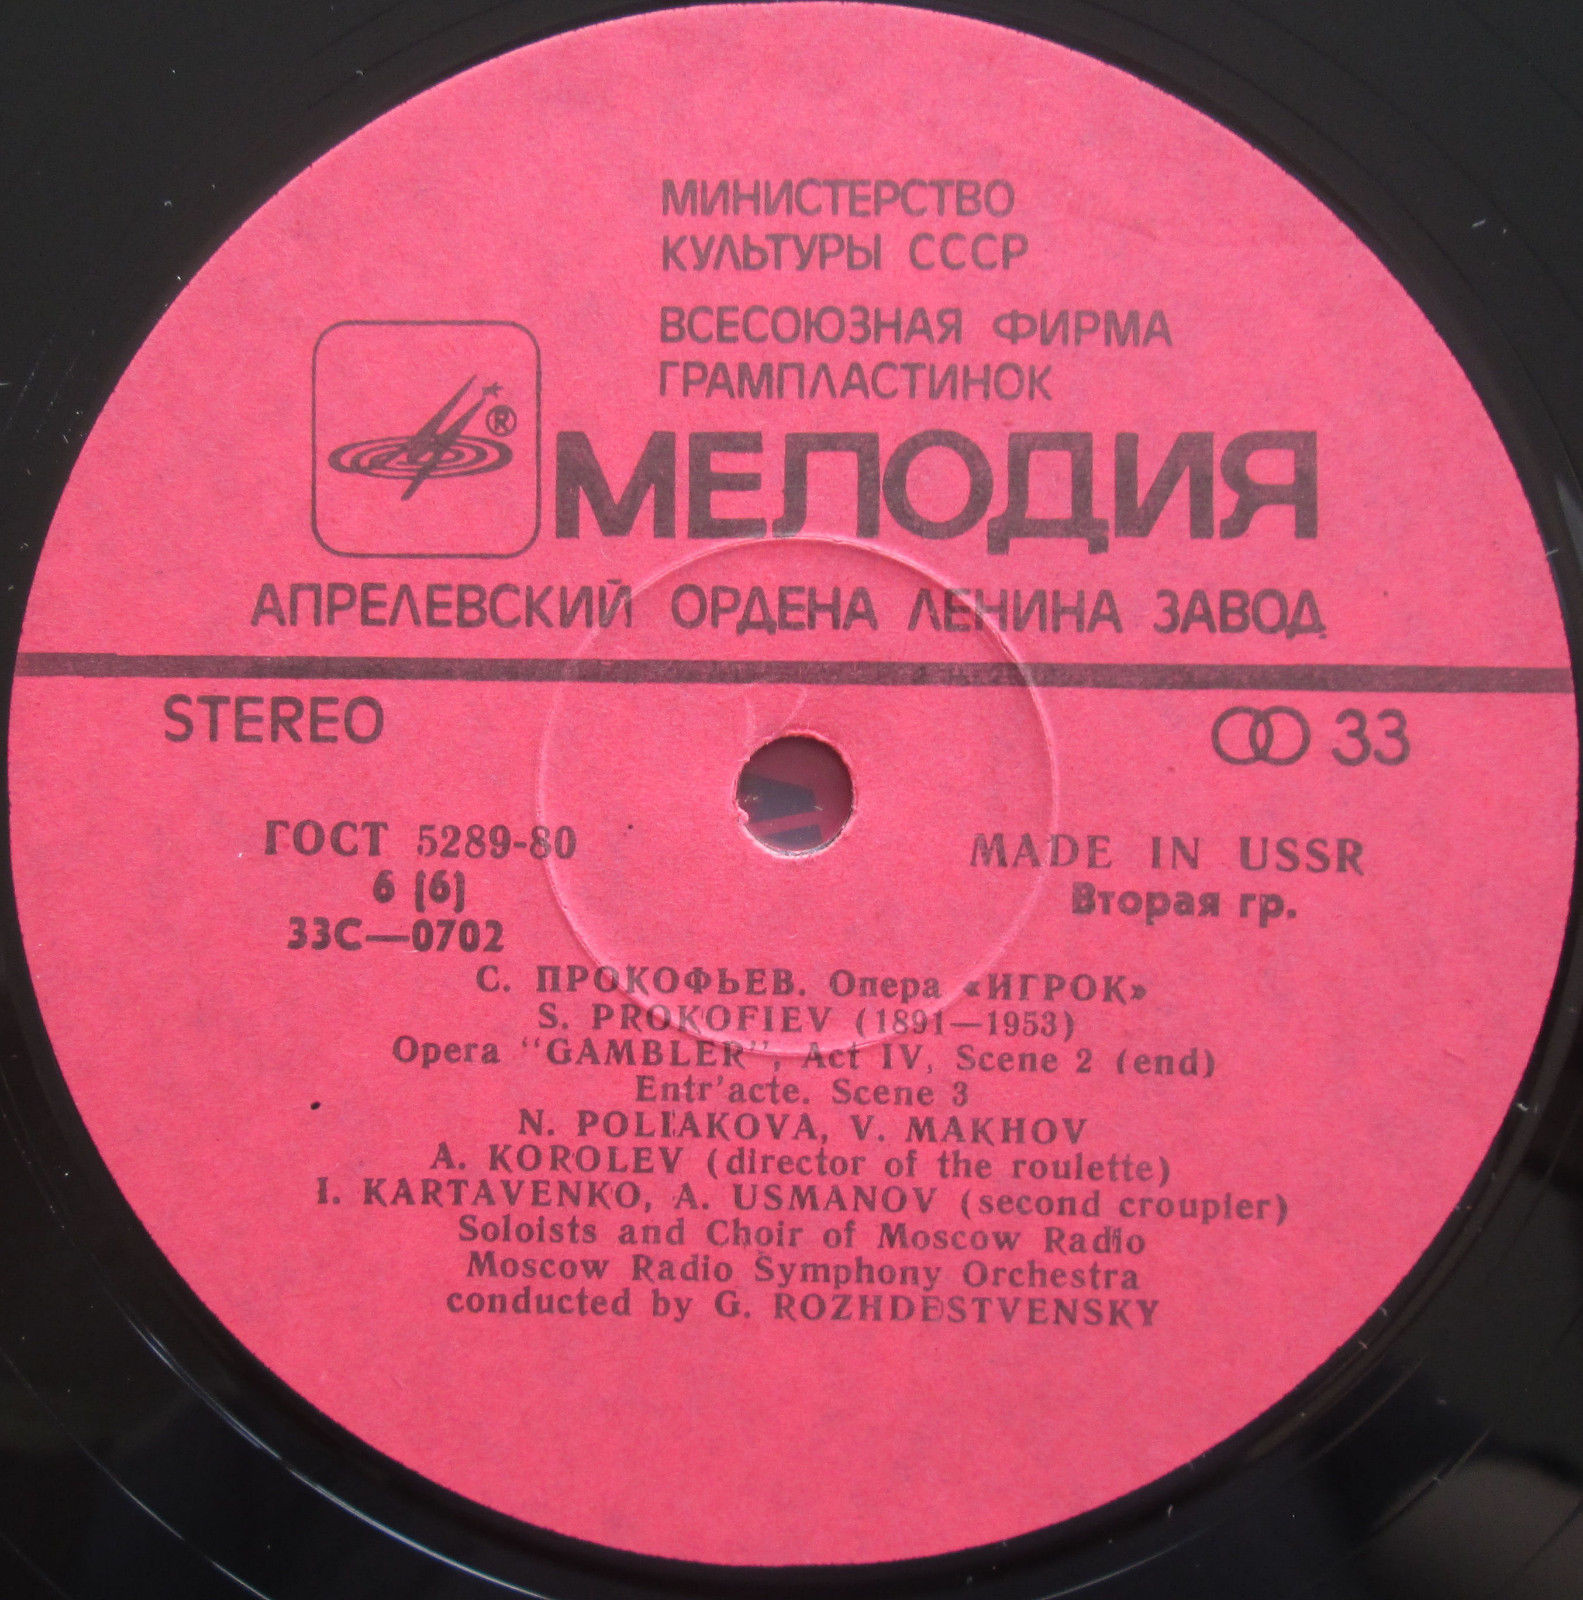 МИНИСТЕРСТВО
КУЛЬТУРЫ СССР
ВСЕСОЮЗНАЯ ФИРМА
ГРАМПЛАСТИНОК
®
МЕЛОДИЯ
АПРЕЛЕВСКИЙ ОРДЕНА ЛЕНИНА ЗАВОД
STEREO
33
ГОСТ 5289-80
MADE IN USSR
6 (6)
Вторая гр.
33С—0702
С. ПРОКОФЬЕВ. Опера «ИГРОК»
S. PROKOFIEV (1891—1953)
Opera "GAMBLER", Act IV, Scene 2 (end)
Entr'acte. Scene 3
N. POLIAKOVA, V. MAKHOV
A. KOROLEV (director of the roulette)
I. KARTAVENKO, A. USMANOV (second croupier)
Soloists and Choir of Moscow Radio
Moscow Radio Symphony Orchestra
conducted by G. ROZHDESTVENSKY